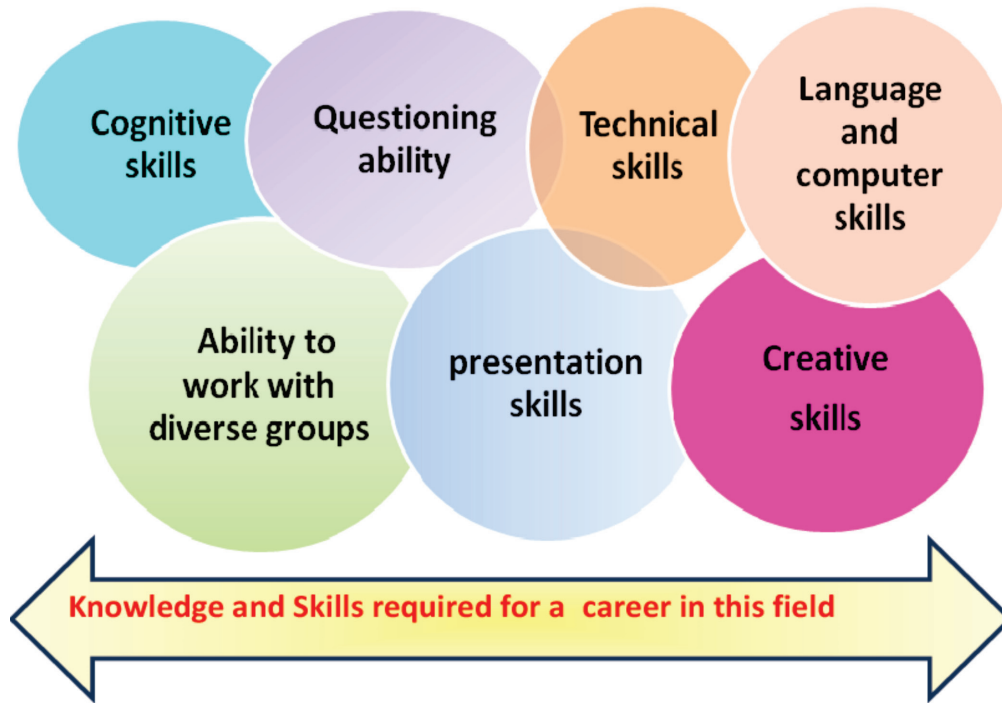 Cognitive
skills
Questioning
ability
Technical
skills
Language
and
computer
skills
Ability to
work with
diverse groups
presentation
skills
Creative
skills
Knowledge and Skills required for a career in this field